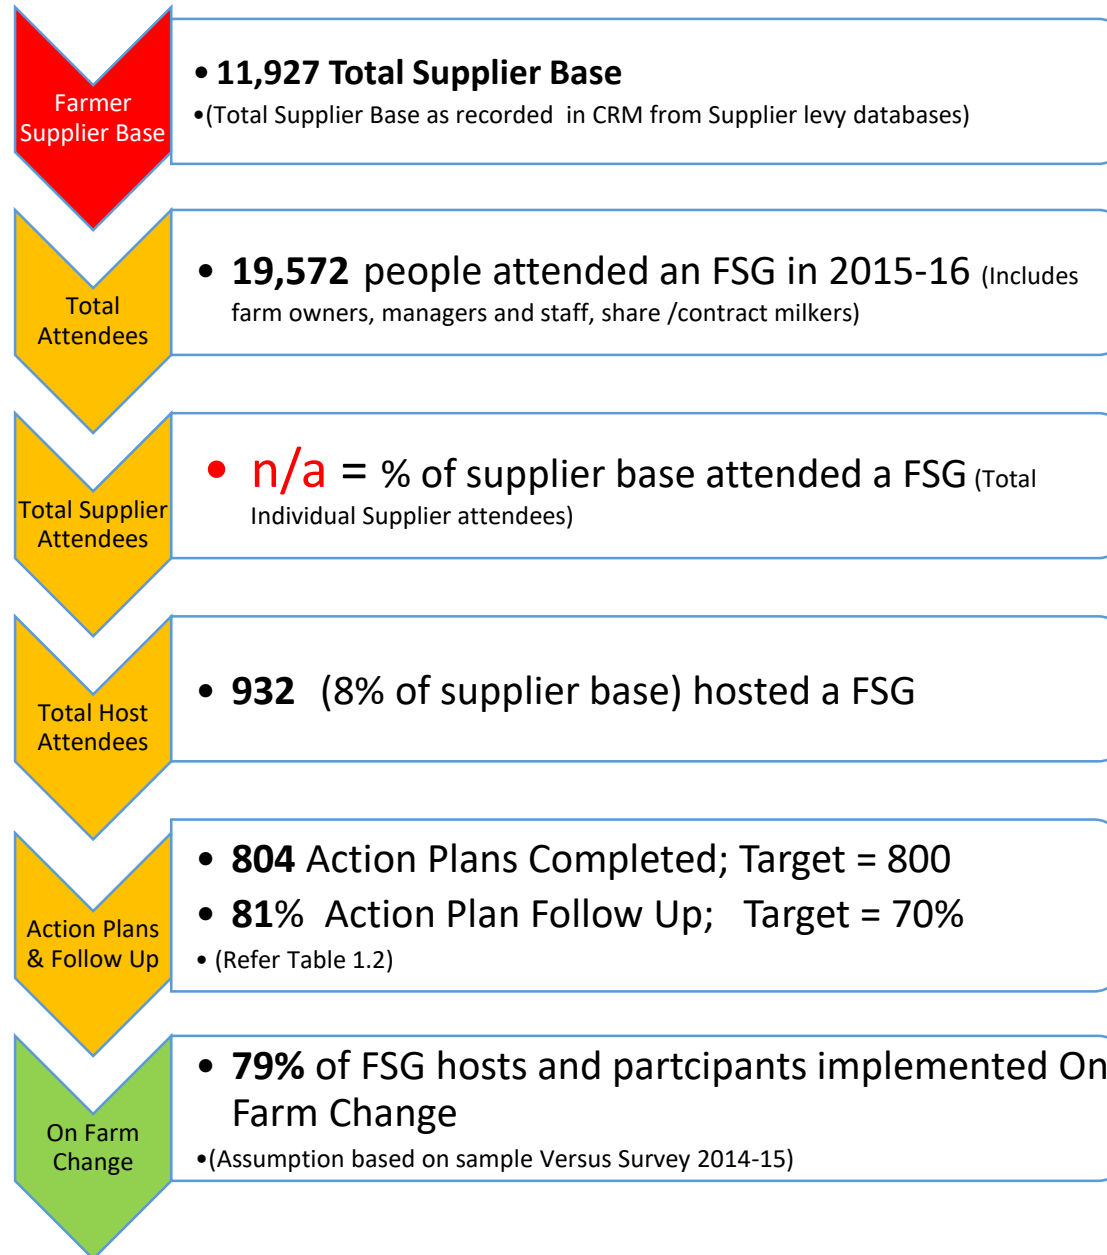 Farmer
Supplier Base
• 11,927 Total Supplier Base
•(Total Supplier Base as recorded in CRM from Supplier levy databases)
Total
Attendees
• 19,572 people attended an FSG in 2015-16 (Includes
farm owners, managers and staff, share /contract milkers)
Total Supplier
Attendees
• n/a = % of supplier base attended a FSG (Total
Individual Supplier attendees)
Total Host
Attendees
• 932 (8% of supplier base) hosted a FSG
Action Plans
& Follow Up
• 804 Action Plans Completed; Target = 800
• 81% Action Plan Follow Up; Target = 70%
• (Refer Table 1.2)
On Farm
Change
• 79% of FSG hosts and partcipants implemented On
Farm Change
•(Assumption based on sample Versus Survey 2014-15)